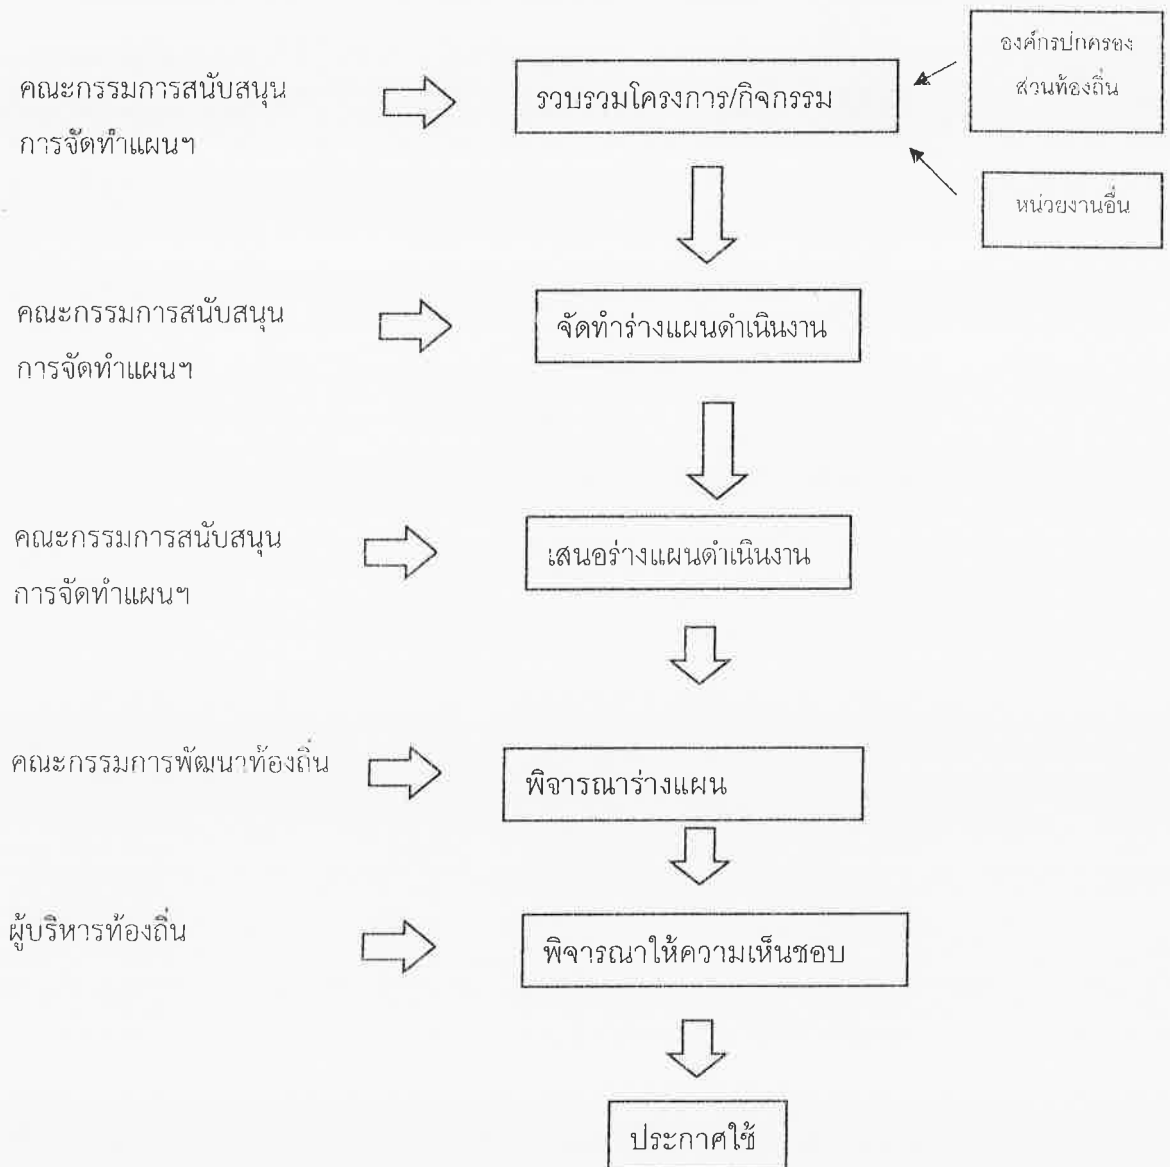 องค์กรปกครอง
ส่วนท้องถิ่น
คณะกรรมการสนับสนุน
การจัดทำแผนฯ
รวบรวมโครงการ/กิจกรรม
หน่วยงานอื่น
คณะกรรมการสนับสนุน
การจัดทำแผนฯ
จัดทำร่างแผนดำเนินงาน
คณะกรรมการสนับสนุน
การจัดทำแผนฯ
เสนอร่างแผนดำเนินงาน
คณะกรรมการพัฒนาท้องถิ่น
พิจารณาร่างแผน
ผู้บริหารท้องถิ่น
พิจารณาให้ความเห็นชอบ
ประกาศใช้